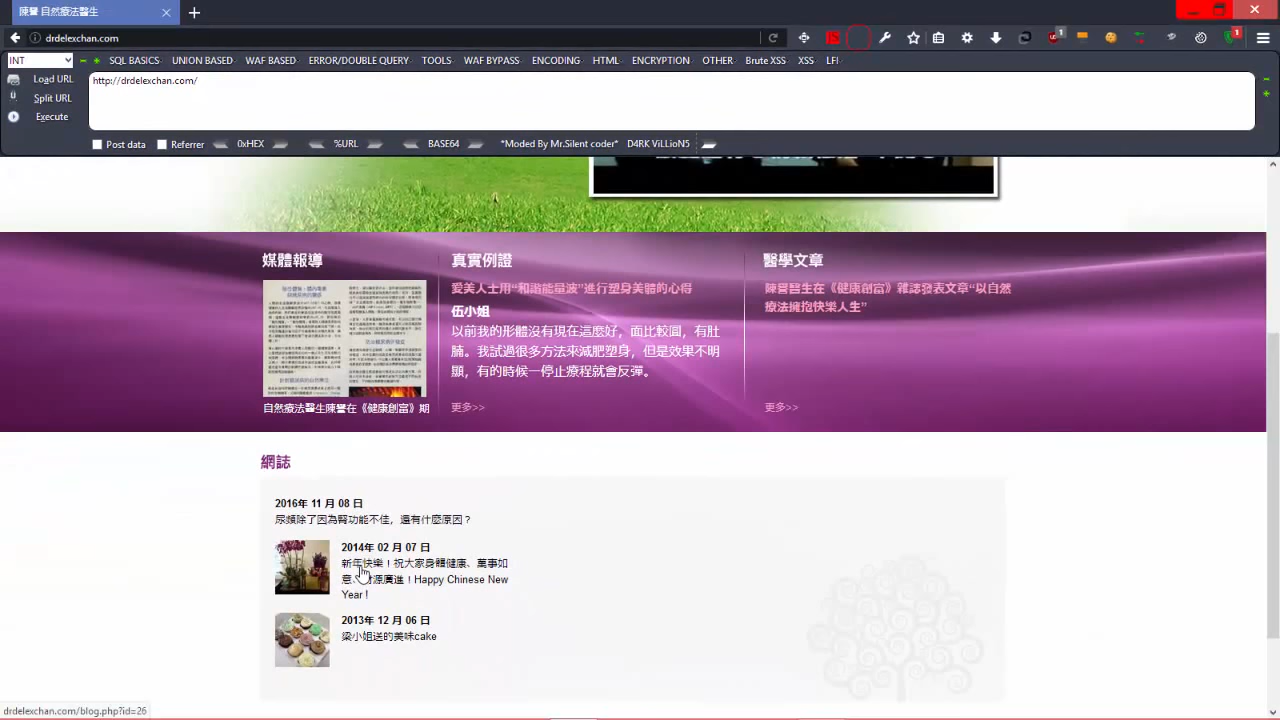 陳譽 自然療法醫生
drdelexchan.com
1
1
INT
SQL BASICS UNION BASED WAF BASED ERROR/DOUBLE QUERY TOOLS WAF BYPASS ENCODING HTML ENCRYPTION OTHER Brute XSS XSS LFI
Load URL
http://drdelexchan.com/
Split URL
Execute
Post data Referrer 0xHEX %URL BASE64 *Moded By Mr.Silent coder* D4RK ViLLioN5
媒體報導
自然療法醫生陳譽在《健康創富》期
真實例證
愛美人士用“和諧能量波”進行塑身美體的心得
伍小姐
以前我的形體沒有現在這麼好，面比較圓，有肚
腩。我試過很多方法來減肥塑身，但是效果不明
顯，有的時候一停止療程就會反彈。
更多>>
醫學文章
陳譽醫生在《健康創富》雜誌發表文章“以自然
療法擁抱快樂人生”
更多>>
網誌
2016年 11 月 08 日
尿頻除了因為腎功能不佳，還有什麼原因？
2014年 02 月 07 日
新年快樂！祝大家身體健康、萬事如
意、財源廣進！Happy Chinese New
Year！
2013年 12 月 06 日
梁小姐送的美味cake
drdelexchan.com/blog.php?id=26